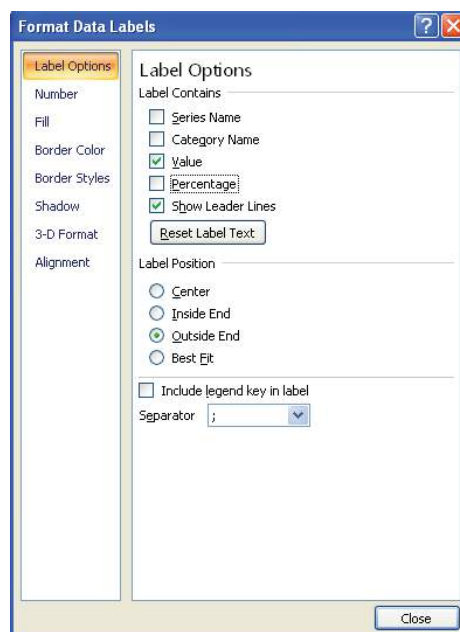 Format Data Labels
Label Options
Number
Fill
Border Color
Border Styles
Shadow
3-D Format
Alignment
Label Options
Label Contains
Series Name
Category Name
Value
Percentage
Show Leader Lines
Reset Label Text
Label Position
Center
Inside End
Outside End
Best Fit
Include legend key in label
Separator ;
Close